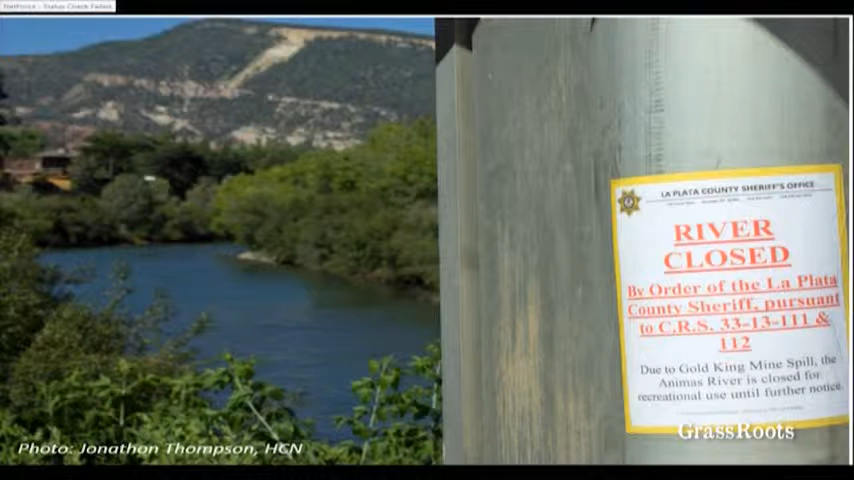 LA PLATA COUNTY SHERIFF'S OFFICE
RIVER
CLOSED
By Order of the La Plata
County Sheriff, pursuant
to C.R.S. 33-13-111 &
112
Due to Gold King Mine Spill, the
Animas River is closed for
recreational use until further notice.
GrassRoots
Photo: Jonathon Thompson, HCN